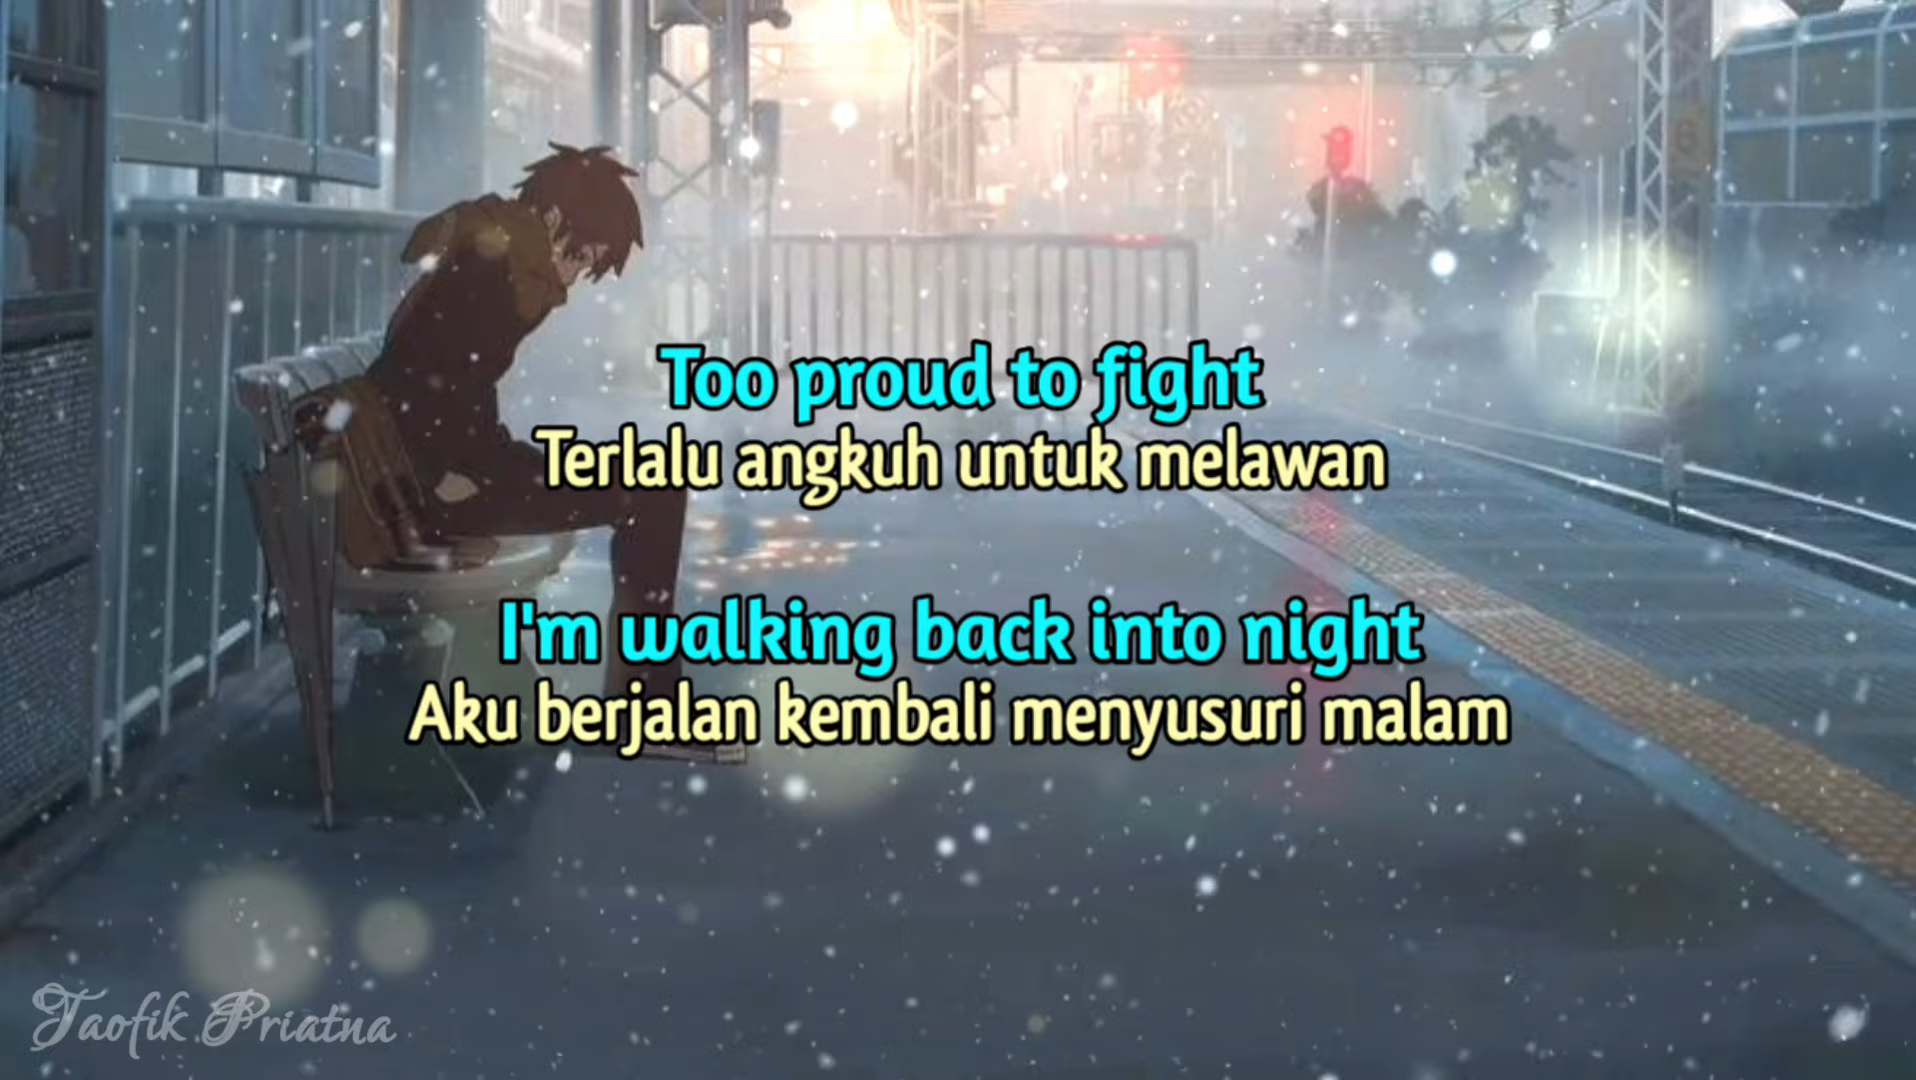 Too proud to fight
Terlalu angkuh untuk melawan
I'm walking back into night
Aku berjalan kembali menyusuri malam
Taofik Priatna